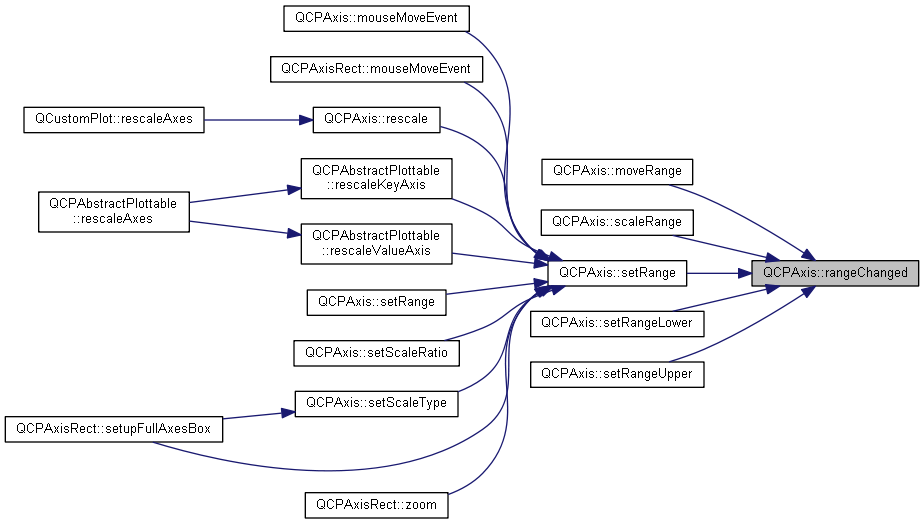 QCPAxis::mouseMoveEvent
QCPAxisRect::mouseMoveEvent
QCustomPlot::rescaleAxes
QCPAxis::rescale
QCPAbstractPlottable
::rescaleKeyAxis
QCPAxis::moveRange
QCPAbstractPlottable
::rescaleAxes
QCPAxis::scaleRange
QCPAbstractPlottable
::rescaleValueAxis
QCPAxis::setRange
QCPAxis::rangeChanged
QCPAxis::setRange
QCPAxis::setRangeLower
QCPAxis::setScaleRatio
QCPAxis::setRangeUpper
QCPAxis::setScaleType
QCPAxisRect::setupFullAxesBox
QCPAxisRect::zoom